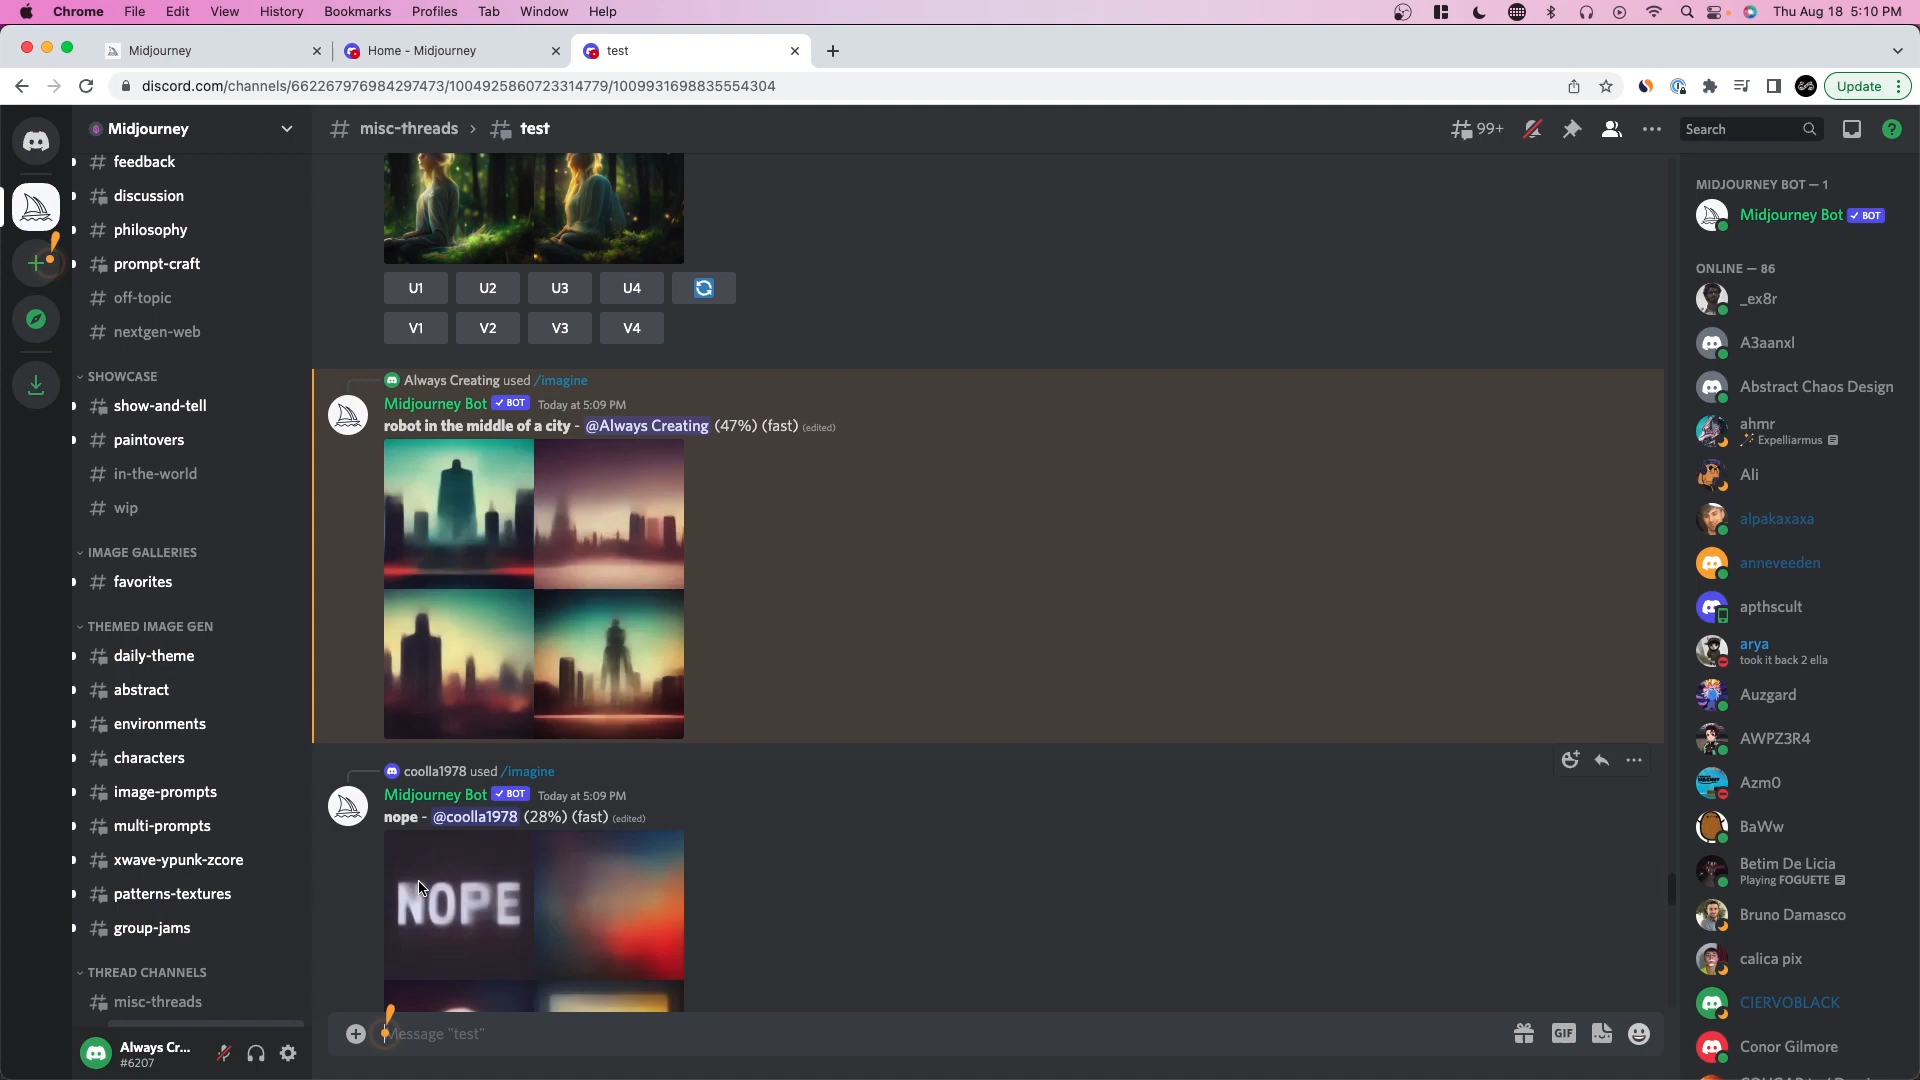 Chrome File Edit View History Bookmarks Profiles Tab Window Help Thu Aug 18 5:10 PM
Midjourney Home - Midjourney test
discord.com/channels/662267976984297473/1004925860723314779/1009931698835554304 Update
Midjourney
feedback
discussion
philosophy
prompt-craft
off-topic
nextgen-web
SHOWCASE
show-and-tell
paintovers
in-the-world
wip
IMAGE GALLERIES
favorites
THEMED IMAGE GEN
daily-theme
abstract
environments
characters
image-prompts
multi-prompts
xwave-ypunk-zcore
patterns-textures
group-jams
THREAD CHANNELS
misc-threads
Always Cr...
#6207
# misc-threads > test 99+ Search
U1 U2 U3 U4
V1 V2 V3 V4
Always Creating used /imagine
Midjourney Bot BOT Today at 5:09 PM
robot in the middle of a city - @Always Creating (47%) (fast) (edited)
coolla1978 used /imagine
Midjourney Bot BOT Today at 5:09 PM
nope - @coolla1978 (28%) (fast) (edited)
NOPE
Message "test"
GIF
MIDJOURNEY BOT — 1
Midjourney Bot BOT
ONLINE — 86
_ex8r
A3aanxl
Abstract Chaos Design
ahmr
Expelliarmus
Ali
alpakaxaxa
anneveeden
apthscult
arya
took it back 2 ella
Auzgard
AWPZ3R4
Azm0
BaWw
Betim De Licia
Playing FOGUETE
Bruno Damasco
calica pix
CIERVOBLACK
Conor Gilmore